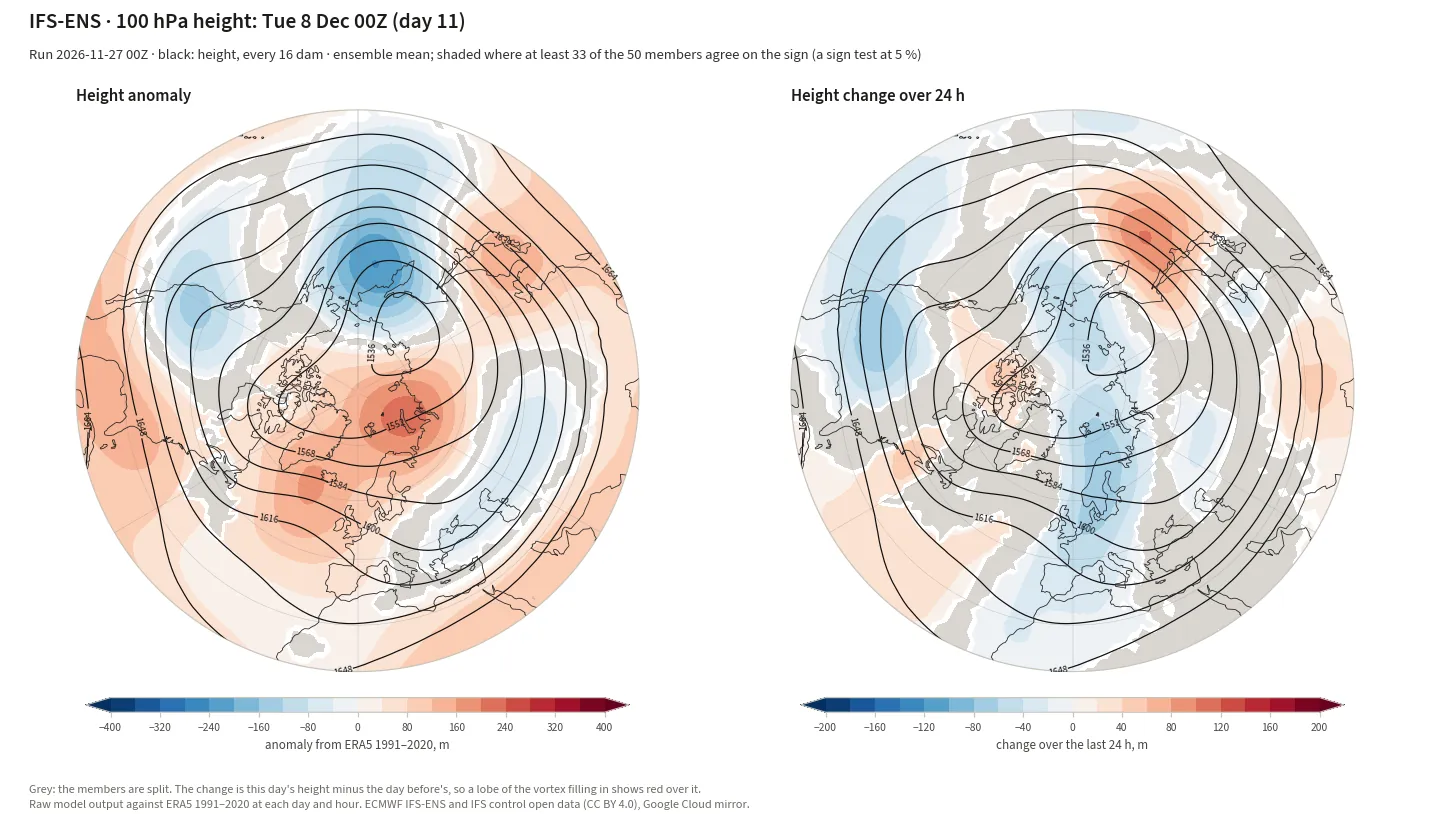 IFS-ENS · 100 hPa height: Tue 8 Dec 00Z (day 11)
Run 2026-11-27 00Z · black: height, every 16 dam · ensemble mean; shaded where at least 33 of the 50 members agree on the sign (a sign test at 5 %)
Height anomaly
Height change over 24 h
1664
1664
1648
1536
1552
1568
1584
1600
1616
1648
1664
1664
1648
1536
1552
1568
1584
1600
1616
1648
−400 −320 −240 −160 −80 0 80 160 240 320 400
anomaly from ERA5 1991–2020, m
−200 −160 −120 −80 −40 0 40 80 120 160 200
change over the last 24 h, m
Grey: the members are split. The change is this day's height minus the day before's, so a lobe of the vortex filling in shows red over it.
Raw model output against ERA5 1991–2020 at each day and hour. ECMWF IFS-ENS and IFS control open data (CC BY 4.0), Google Cloud mirror.